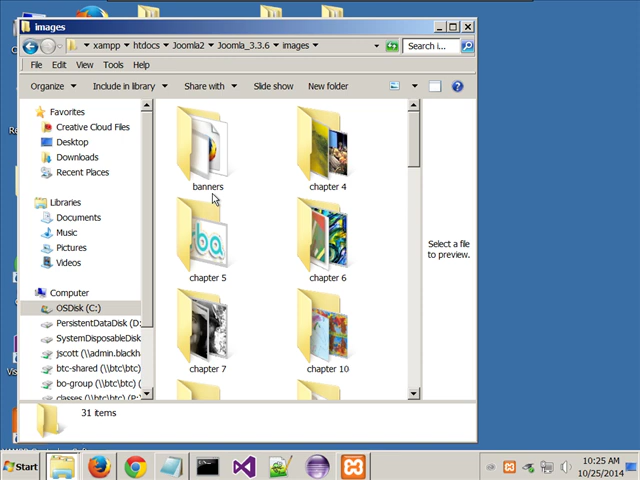 images
xampp ▸ htdocs ▸ Joomla2 ▸ Joomla_3.3.6 ▸ images
Search i...
File Edit View Tools Help
Organize Include in library Share with Slide show New folder
Favorites
Creative Cloud Files
Desktop
Downloads
Recent Places
Libraries
Documents
Music
Pictures
Videos
Computer
OSDisk (C:)
PersistentDataDisk (D:
SystemDisposableDisk
jscott (\\admin.blackh
btc-shared (\\btc\btc)
bo-group (\\btc\btc) (
classes (\\btc\btc) (P:
banners
chapter 4
chapter 5
chapter 6
chapter 7
chapter 10
rba
Select a file
to preview.
31 items
Start
10:25 AM
10/25/2014